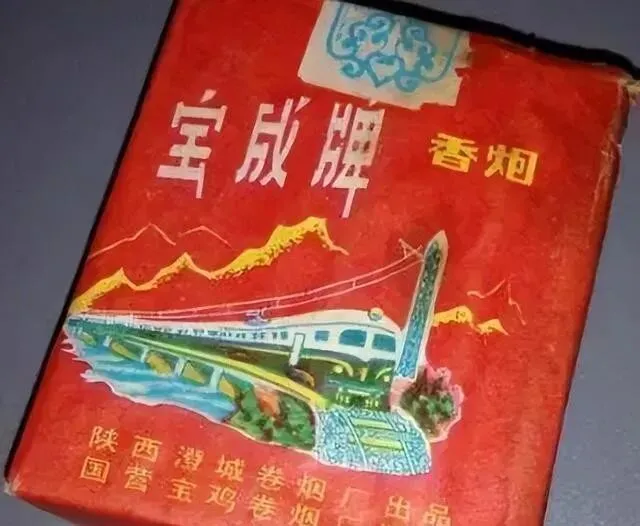 宝成牌 香烟
陕西澄城卷烟厂出品
国营宝鸡卷烟厂